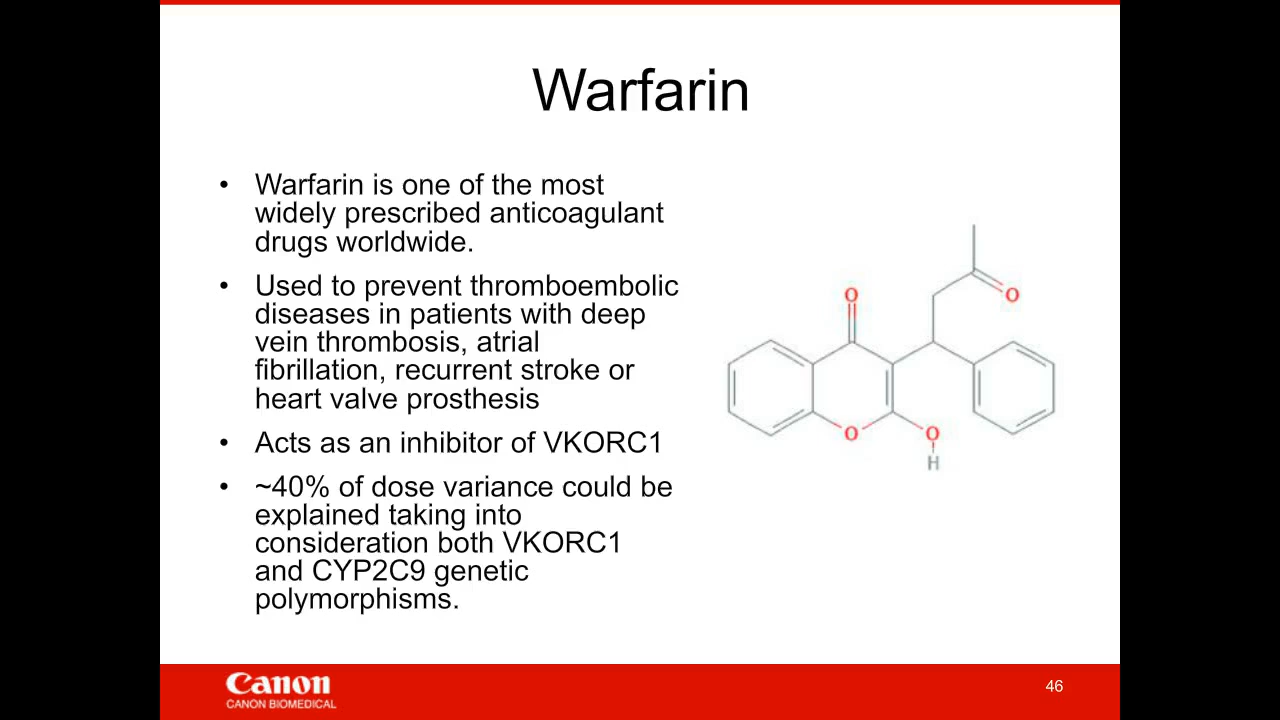 Warfarin
• Warfarin is one of the most
widely prescribed anticoagulant
drugs worldwide.
• Used to prevent thromboembolic
diseases in patients with deep
vein thrombosis, atrial
fibrillation, recurrent stroke or
heart valve prosthesis
• Acts as an inhibitor of VKORC1
• ~40% of dose variance could be
explained taking into
consideration both VKORC1
and CYP2C9 genetic
polymorphisms.
O
O
O
O
H
Canon
CANON BIOMEDICAL
46